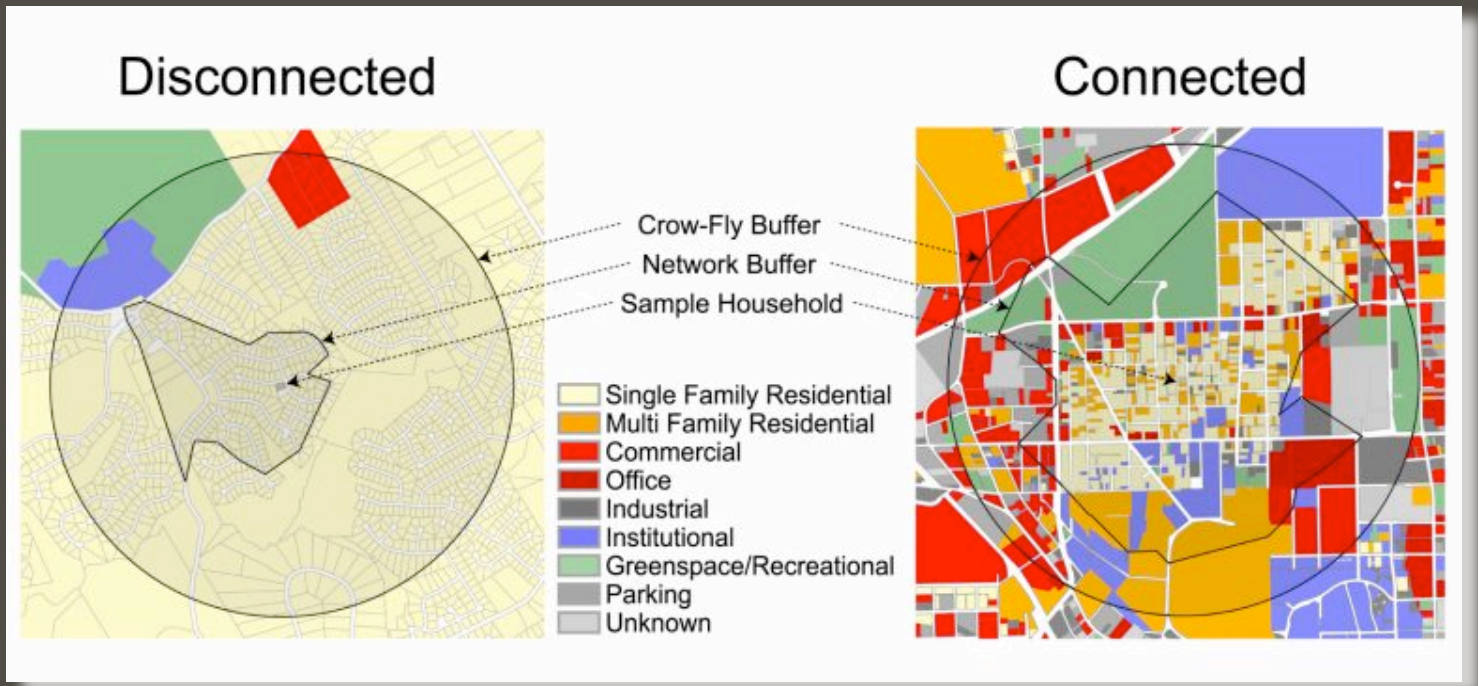 Disconnected
Connected
Crow-Fly Buffer
Network Buffer
Sample Household
Single Family Residential
Multi Family Residential
Commercial
Office
Industrial
Institutional
Greenspace/Recreational
Parking
Unknown